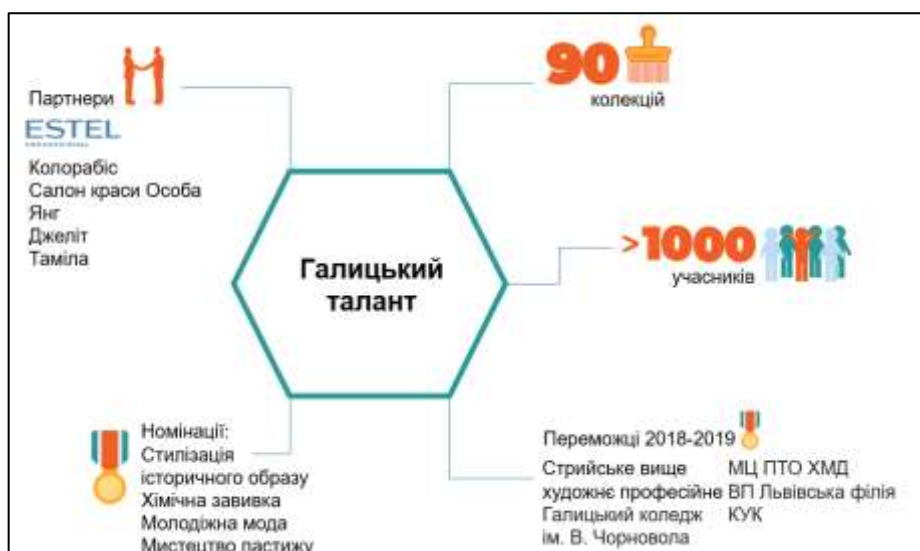 Партнери
ESTEL
Колорабіс
Салон краси Особа
Янг
Джеліт
Таміла
90
колекцій
>1000
учасників
Галицький
талант
Номінації:
Стилізація
історичного образу
Хімічна завивка
Молодіжна мода
Мистецтво пастижу
Переможці 2018-2019
Стрийське вище
художнє професійне
Галицький коледж
ім. В. Чорновола
МЦ ПТО ХМД
ВП Львівська філія
КУК